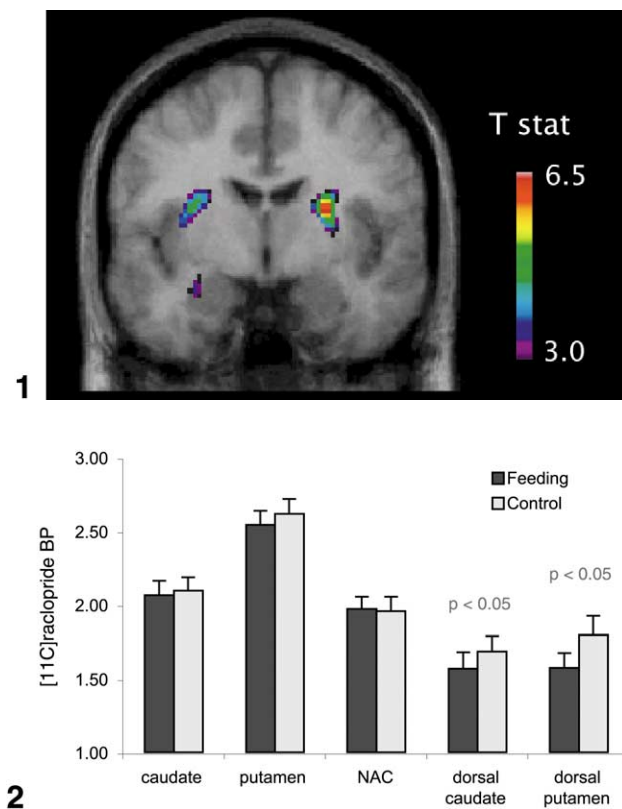 T stat
6.5
3.0
1
3.00
2.50
2.00
1.50
1.00
[11C]raclopride BP
Feeding
Control
p < 0.05
p < 0.05
caudate
putamen
NAC
dorsal
caudate
dorsal
putamen
2